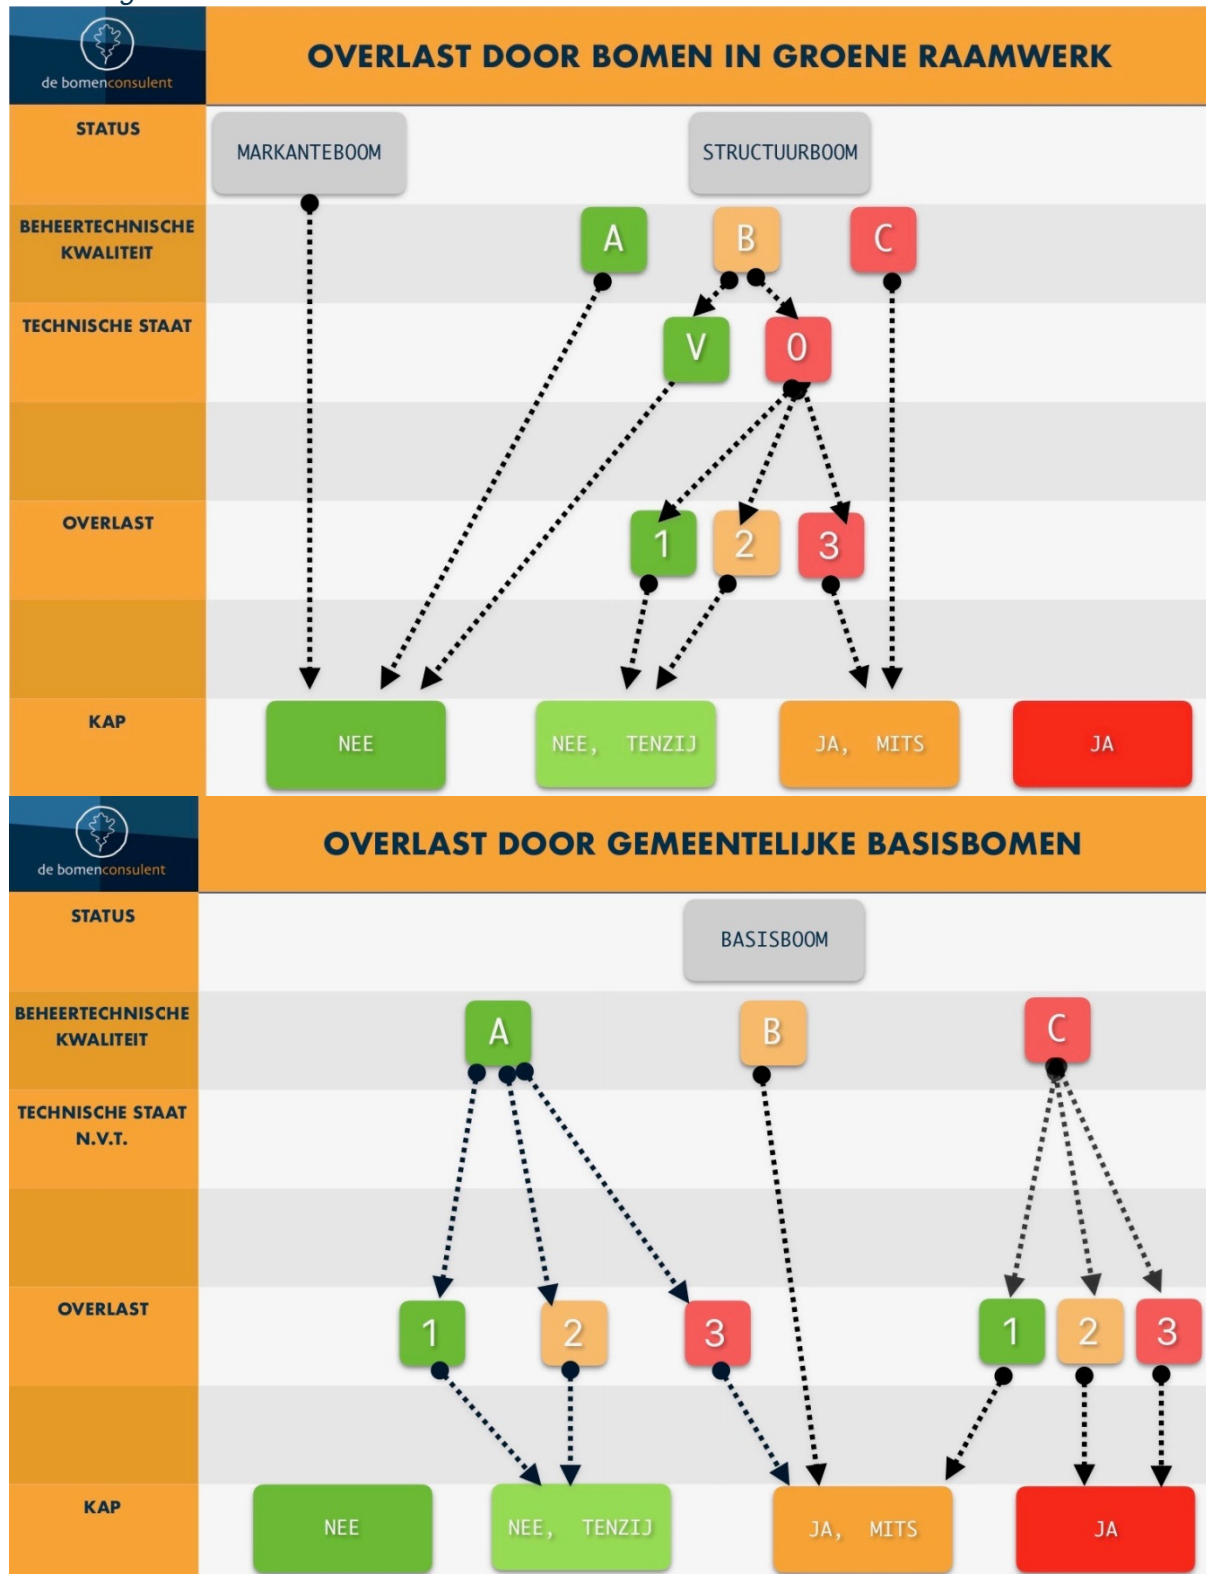 de bomenconsulent
OVERLAST DOOR BOMEN IN GROENE RAAMWERK
STATUS
MARKANTEBOOM
STRUCTUURBOOM
BEHEERTECHNISCHE
KWALITEIT
A
B
C
TECHNISCHE STAAT
V
O
OVERLAST
1
2
3
KAP
NEE
NEE, TENZIJ
JA, MITS
JA
de bomenconsulent
OVERLAST DOOR GEMEENTELIJKE BASISBOMEN
STATUS
BASISBOOM
BEHEERTECHNISCHE
KWALITEIT
A
B
C
TECHNISCHE STAAT
N.V.T.
OVERLAST
1
2
3
1
2
3
KAP
NEE
NEE, TENZIJ
JA, MITS
JA